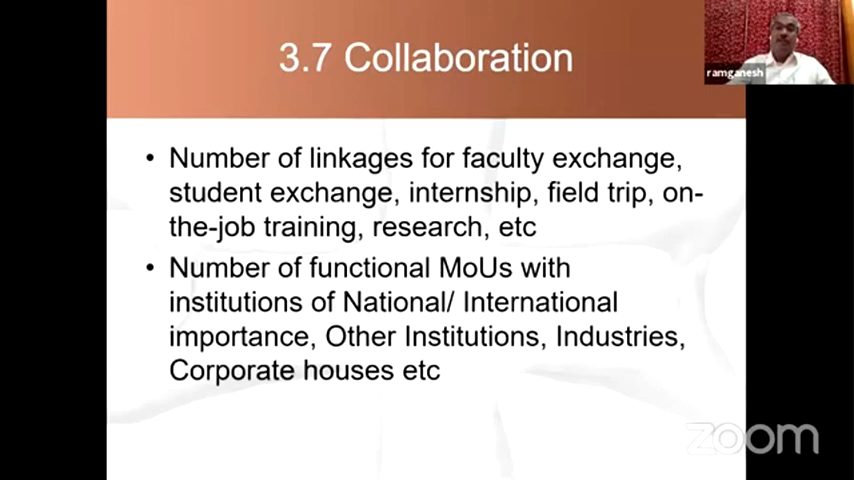 3.7 Collaboration
ramganesh
• Number of linkages for faculty exchange,
student exchange, internship, field trip, on-
the-job training, research, etc
• Number of functional MoUs with
institutions of National/ International
importance, Other Institutions, Industries,
Corporate houses etc
zoom